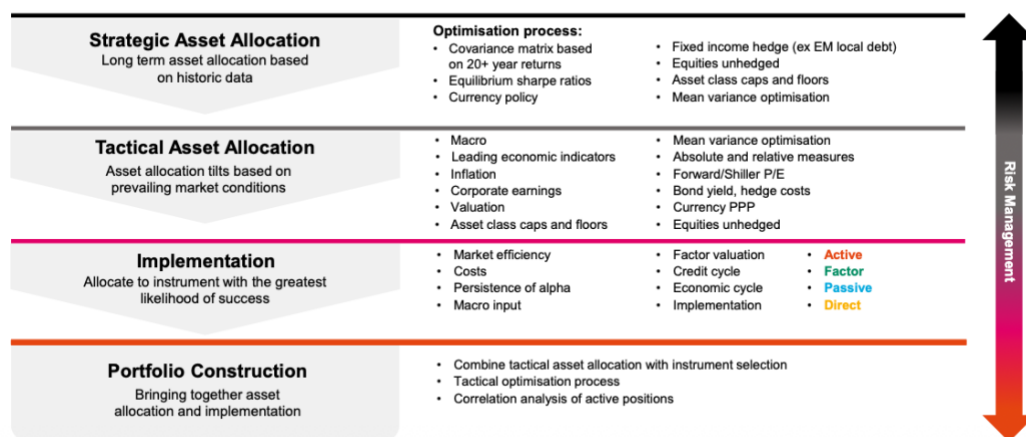 Strategic Asset Allocation
Long term asset allocation based
on historic data
Optimisation process:
• Covariance matrix based
on 20+ year returns
• Equilibrium sharpe ratios
• Currency policy
• Fixed income hedge (ex EM local debt)
• Equities unhedged
• Asset class caps and floors
• Mean variance optimisation
Tactical Asset Allocation
Asset allocation tilts based on
prevailing market conditions
• Macro
• Leading economic indicators
• Inflation
• Corporate earnings
• Valuation
• Asset class caps and floors
• Mean variance optimisation
• Absolute and relative measures
• Forward/Shiller P/E
• Bond yield, hedge costs
• Currency PPP
• Equities unhedged
Implementation
Allocate to instrument with the greatest
likelihood of success
• Market efficiency
• Costs
• Persistence of alpha
• Macro input
• Factor valuation
• Credit cycle
• Economic cycle
• Implementation
• Active
• Factor
• Passive
• Direct
Portfolio Construction
Bringing together asset
allocation and implementation
• Combine tactical asset allocation with instrument selection
• Tactical optimisation process
• Correlation analysis of active positions
Risk Management